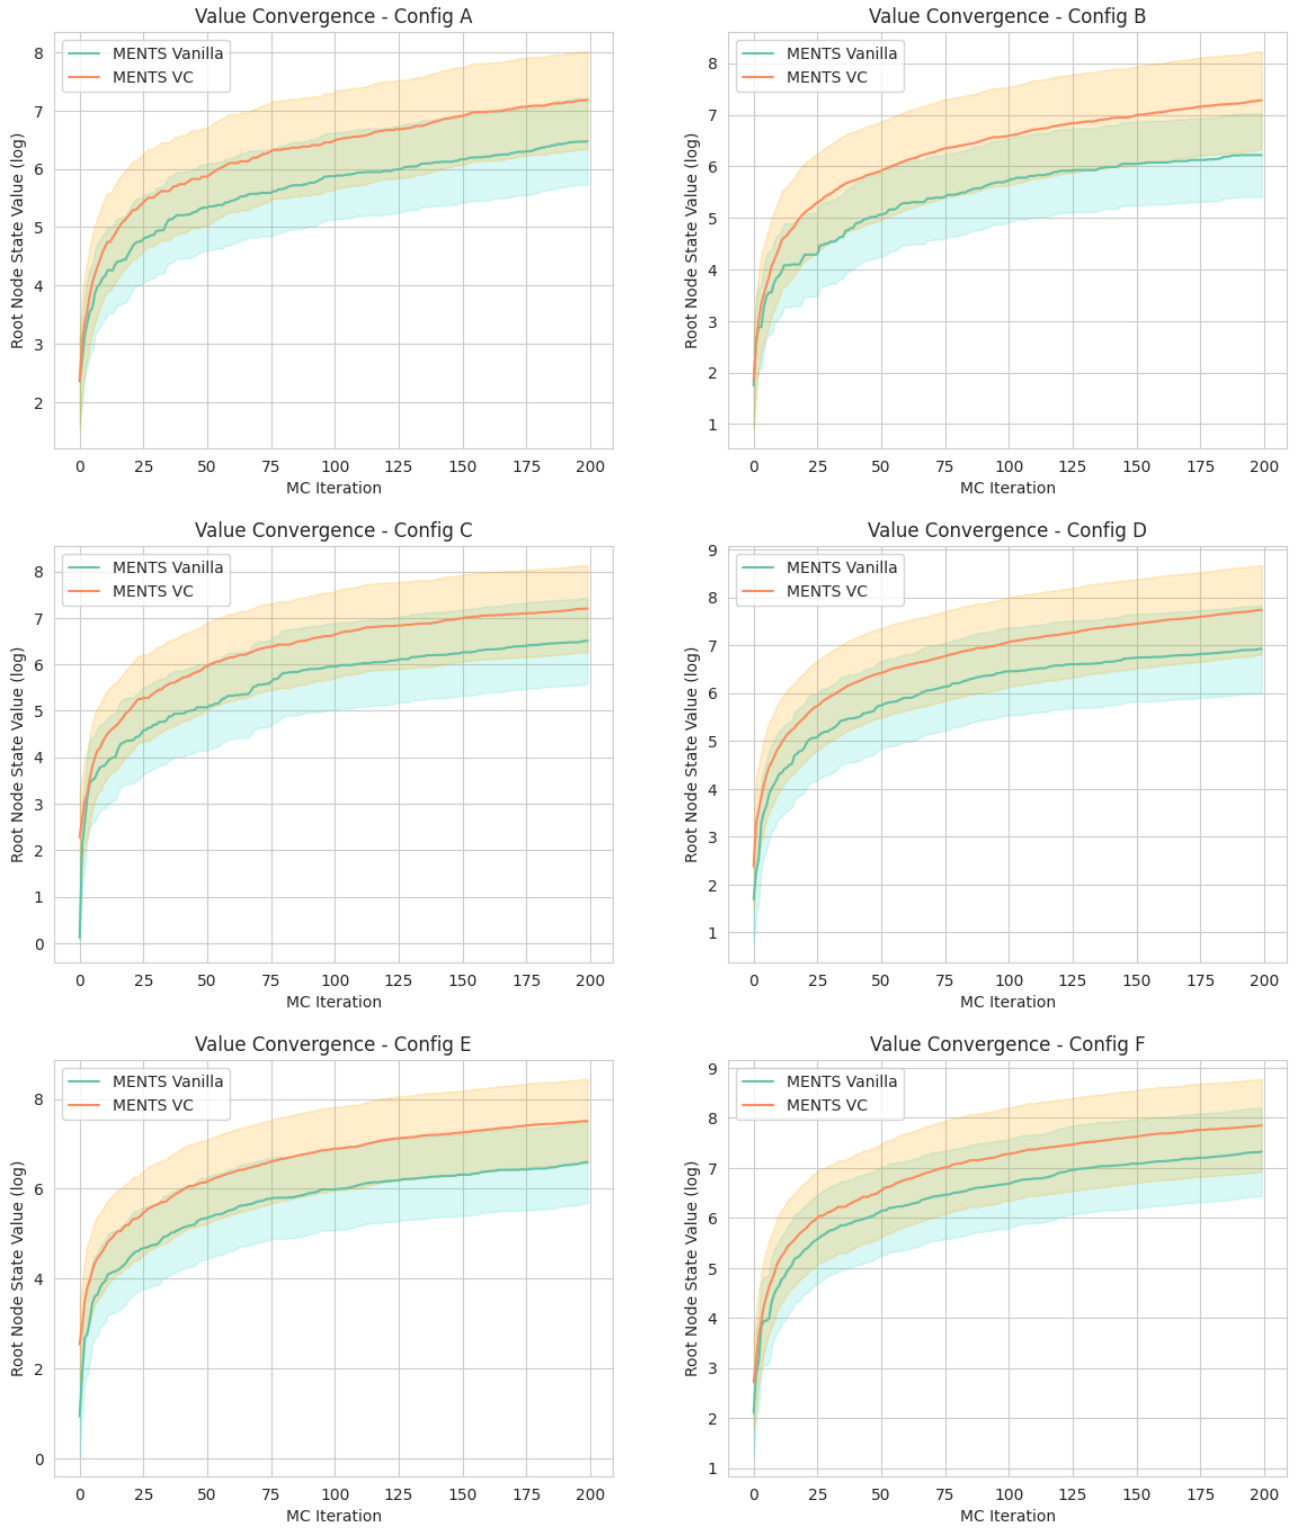 Value Convergence - Config A
MENTS Vanilla
MENTS VC
Root Node State Value (log)
8
7
6
5
4
3
2
0 25 50 75 100 125 150 175 200
MC Iteration
Value Convergence - Config B
MENTS Vanilla
MENTS VC
Root Node State Value (log)
8
7
6
5
4
3
2
1
0 25 50 75 100 125 150 175 200
MC Iteration
Value Convergence - Config C
MENTS Vanilla
MENTS VC
Root Node State Value (log)
8
7
6
5
4
3
2
1
0
0 25 50 75 100 125 150 175 200
MC Iteration
Value Convergence - Config D
MENTS Vanilla
MENTS VC
Root Node State Value (log)
9
8
7
6
5
4
3
2
1
0 25 50 75 100 125 150 175 200
MC Iteration
Value Convergence - Config E
MENTS Vanilla
MENTS VC
Root Node State Value (log)
8
6
4
2
0
0 25 50 75 100 125 150 175 200
MC Iteration
Value Convergence - Config F
MENTS Vanilla
MENTS VC
Root Node State Value (log)
9
8
7
6
5
4
3
2
1
0 25 50 75 100 125 150 175 200
MC Iteration